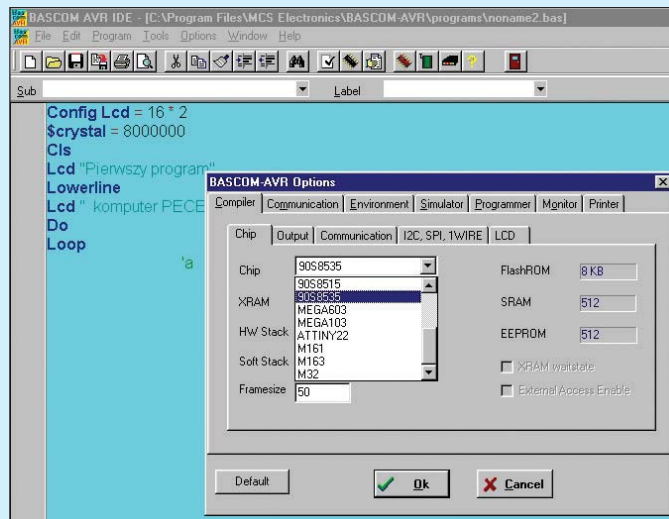 BASCOM AVR IDE - [C:\Program Files\MCS Electronics\BASCOM-AVR\programs\noname2.bas]
File Edit Program Tools Options Window Help
Sub Label
Config Lcd = 16 * 2
$crystal = 8000000
Cls
Lcd "Pierwszy program"
Lowerline
Lcd " komputer PECE
Do
Loop
'a
BASCOM-AVR Options
Compiler Communication Environment Simulator Programmer Monitor Printer
Chip Output Communication I2C, SPI, 1WIRE LCD
Chip 90S8535 FlashROM 8 KB
90S8515
90S8535
XRAM SRAM 512
MEGA603
MEGA103
HW Stack ATTINY22 EEPROM 512
M161
Soft Stack M163 XRAM waitstate
M32
Framesize 50 External Access Enable
Default Ok Cancel